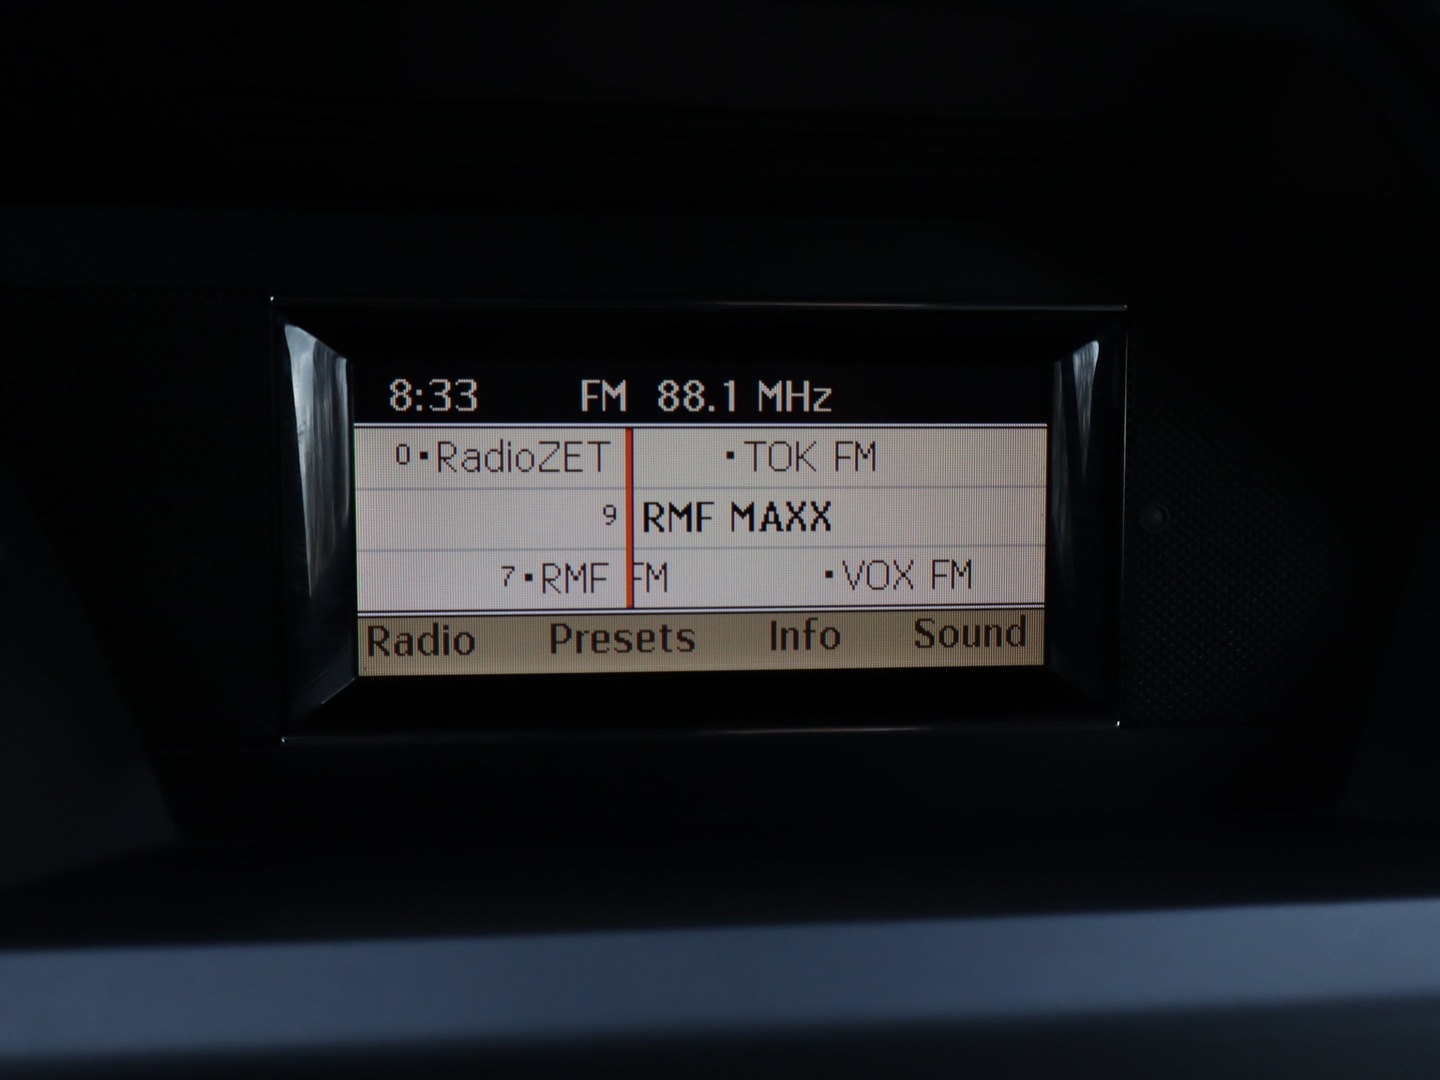 8:33 FM 88.1 MHz
0 ▪RadioZET ▪TOK FM
9 RMF MAXX
7 ▪RMF FM ▪VOX FM
Radio Presets Info Sound